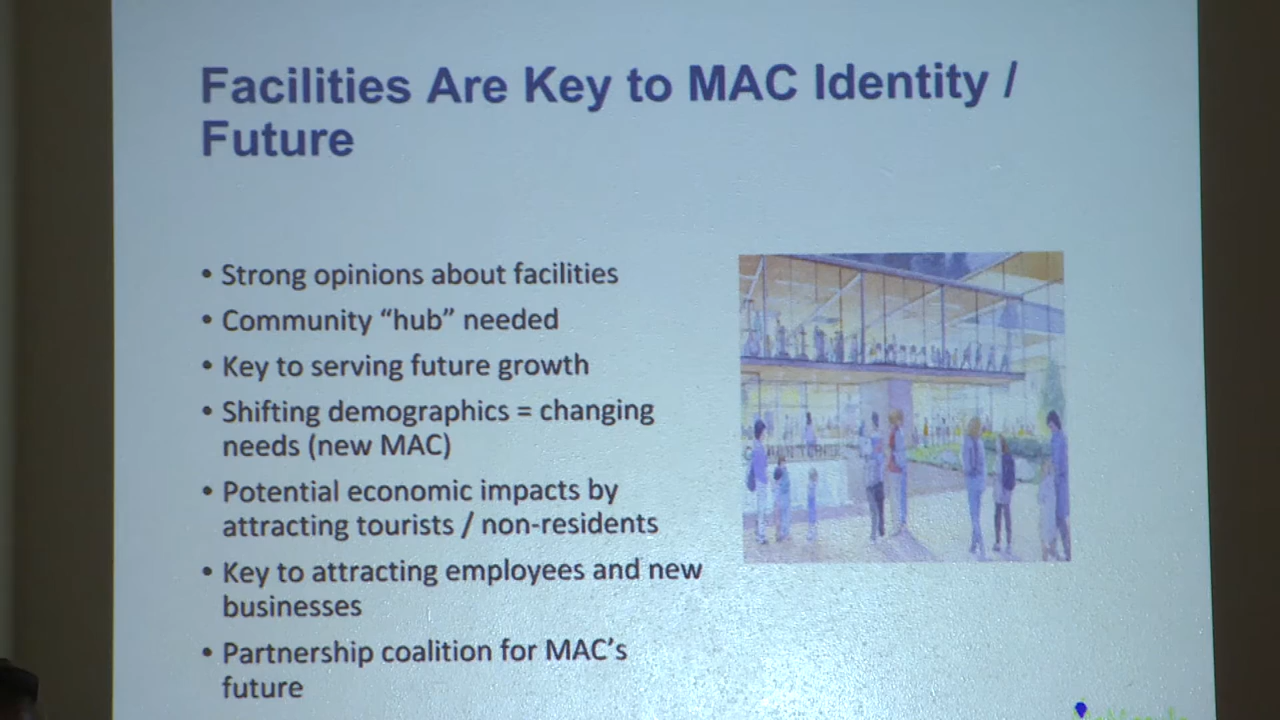 Facilities Are Key to MAC Identity /
Future
• Strong opinions about facilities
• Community “hub” needed
• Key to serving future growth
• Shifting demographics = changing
needs (new MAC)
• Potential economic impacts by
attracting tourists / non-residents
• Key to attracting employees and new
businesses
• Partnership coalition for MAC’s
future